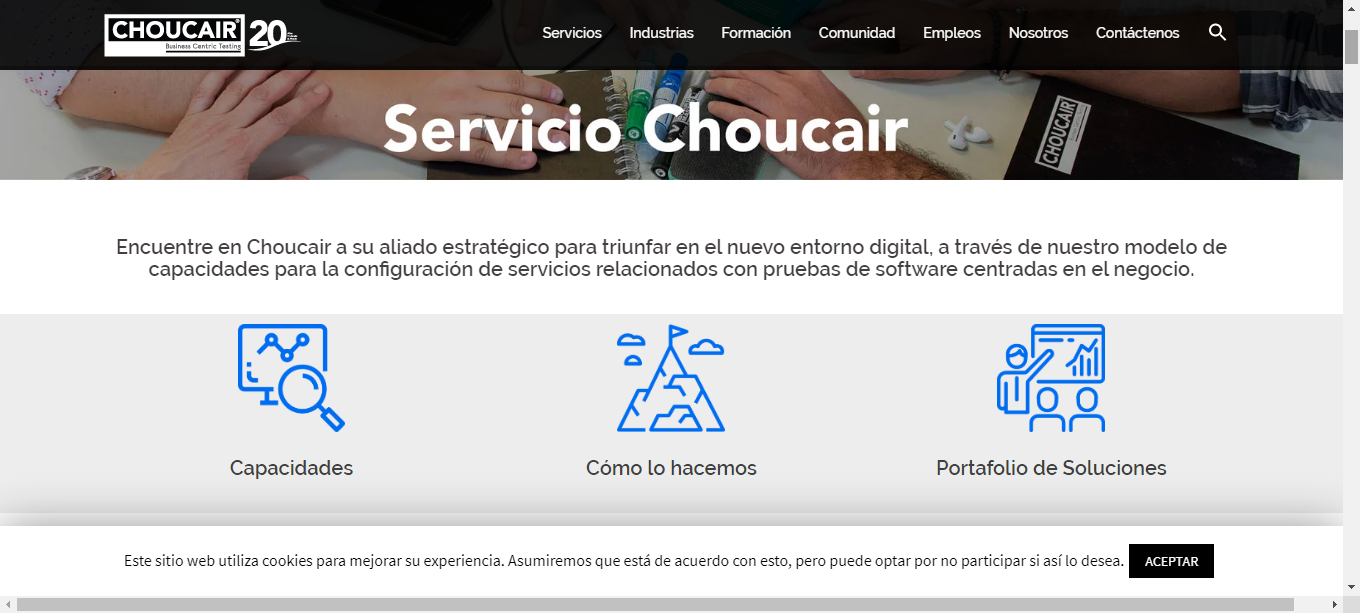 CHOUCAIR
Business Centric Testing
20
Servicios Industrias Formación Comunidad Empleos Nosotros Contáctenos
Servicio Choucair
CHOUCAIR
Encuentre en Choucair a su aliado estratégico para triunfar en el nuevo entorno digital, a través de nuestro modelo de
capacidades para la configuración de servicios relacionados con pruebas de software centradas en el negocio.
Capacidades
Cómo lo hacemos
Portafolio de Soluciones
Este sitio web utiliza cookies para mejorar su experiencia. Asumiremos que está de acuerdo con esto, pero puede optar por no participar si así lo desea. ACEPTAR